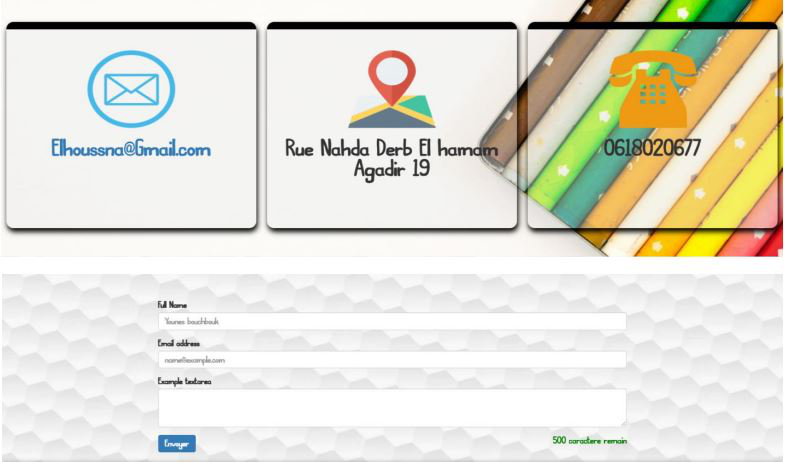 Elhoussna@Gmail.com
Rue Nahda Derb El hamam
Agadir 19
0618020677
Full Name
Younes bouchbouk
Email address
name@example.com
Example textarea
Envoyer
500 caractere remain